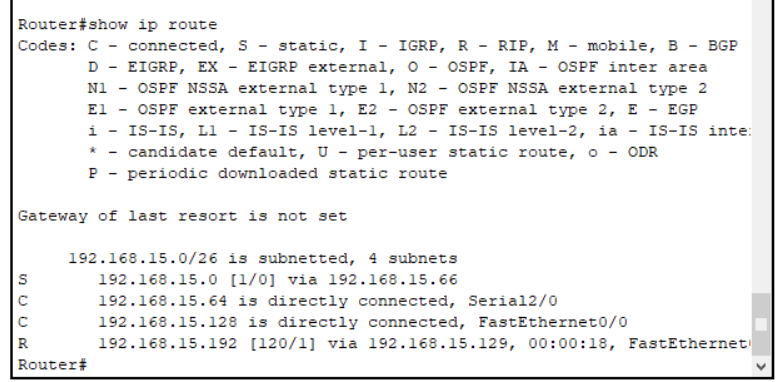 Router#show ip route
Codes: C - connected, S - static, I - IGRP, R - RIP, M - mobile, B - BGP
       D - EIGRP, EX - EIGRP external, O - OSPF, IA - OSPF inter area
       N1 - OSPF NSSA external type 1, N2 - OSPF NSSA external type 2
       E1 - OSPF external type 1, E2 - OSPF external type 2, E - EGP
       i - IS-IS, L1 - IS-IS level-1, L2 - IS-IS level-2, ia - IS-IS inte
       * - candidate default, U - per-user static route, o - ODR
       P - periodic downloaded static route
Gateway of last resort is not set
     192.168.15.0/26 is subnetted, 4 subnets
S       192.168.15.0 [1/0] via 192.168.15.66
C       192.168.15.64 is directly connected, Serial2/0
C       192.168.15.128 is directly connected, FastEthernet0/0
R       192.168.15.192 [120/1] via 192.168.15.129, 00:00:18, FastEthernet
Router#